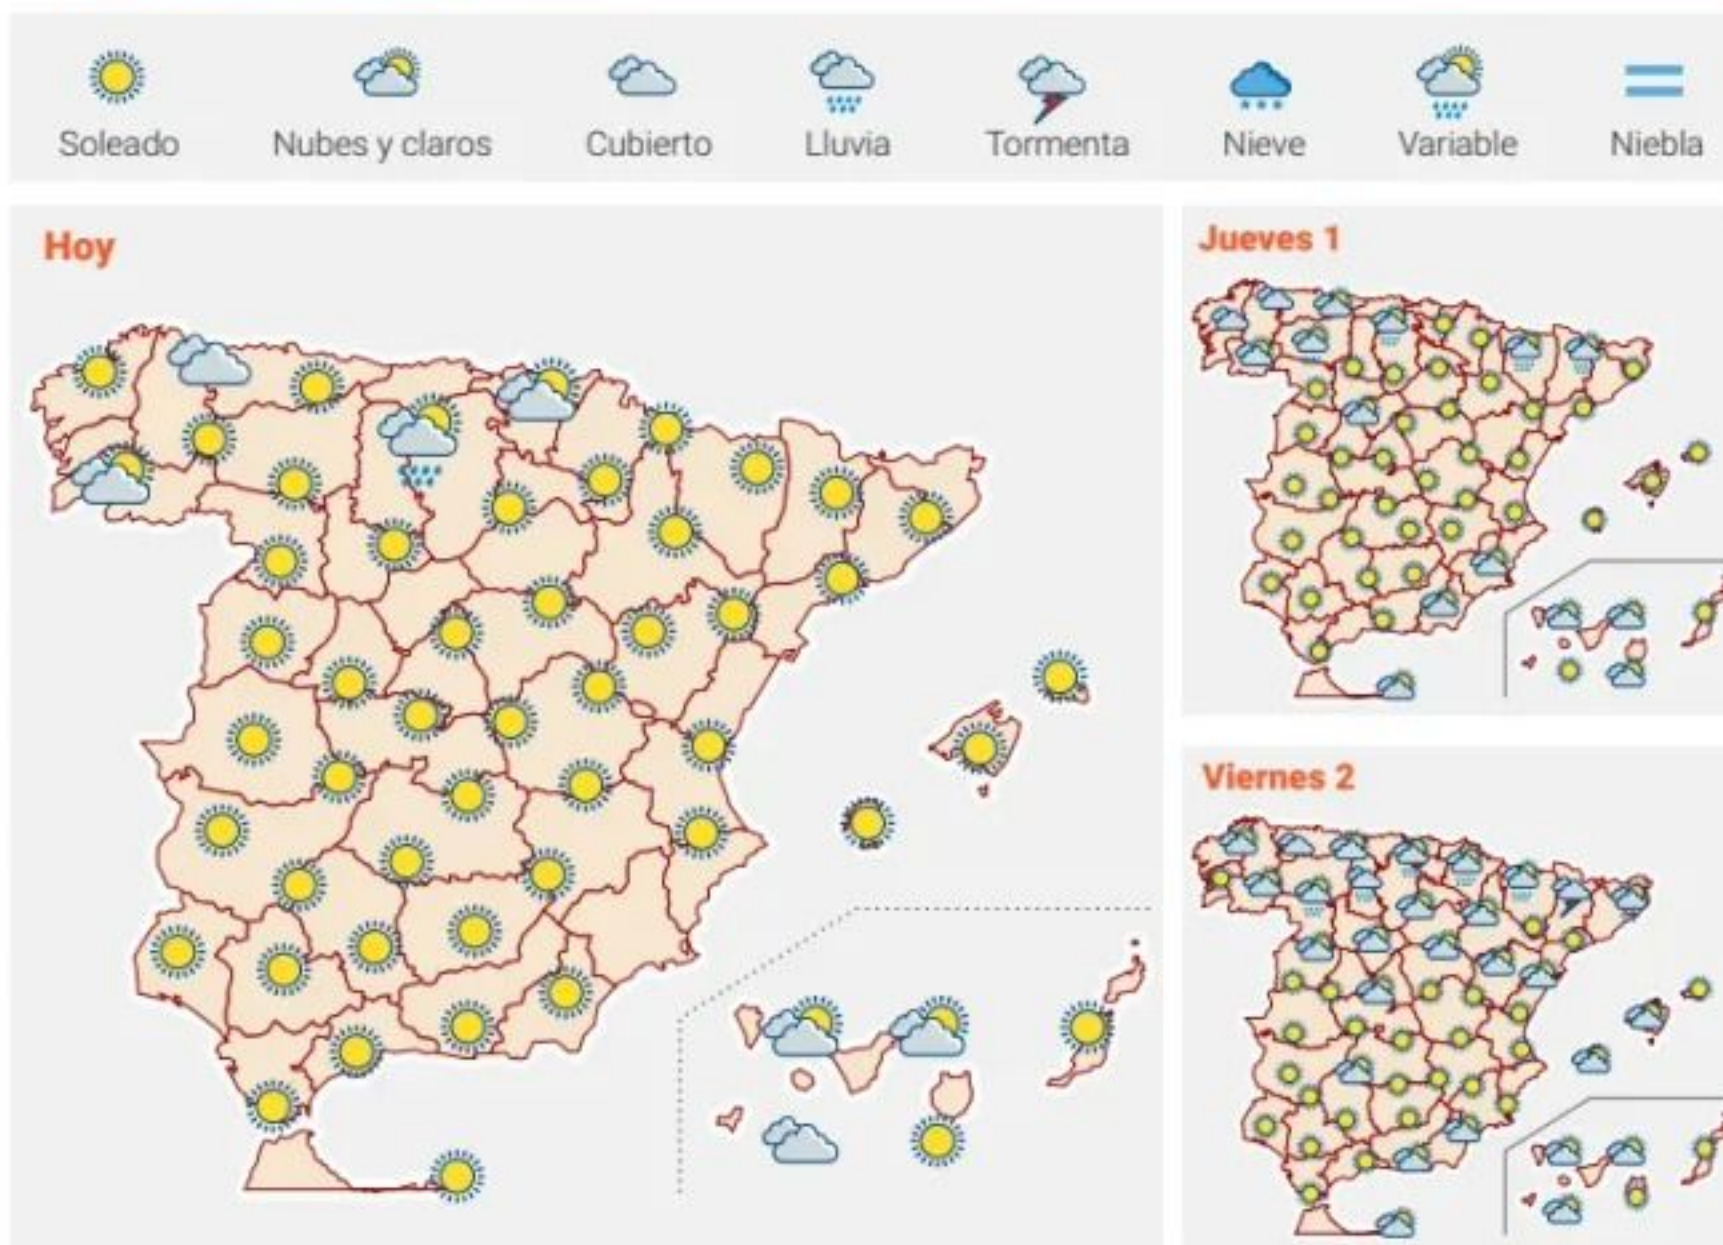 Soleado
Nubes y claros
Cubierto
Lluvia
Tormenta
Nieve
Variable
Niebla
Hoy
Jueves 1
Viernes 2